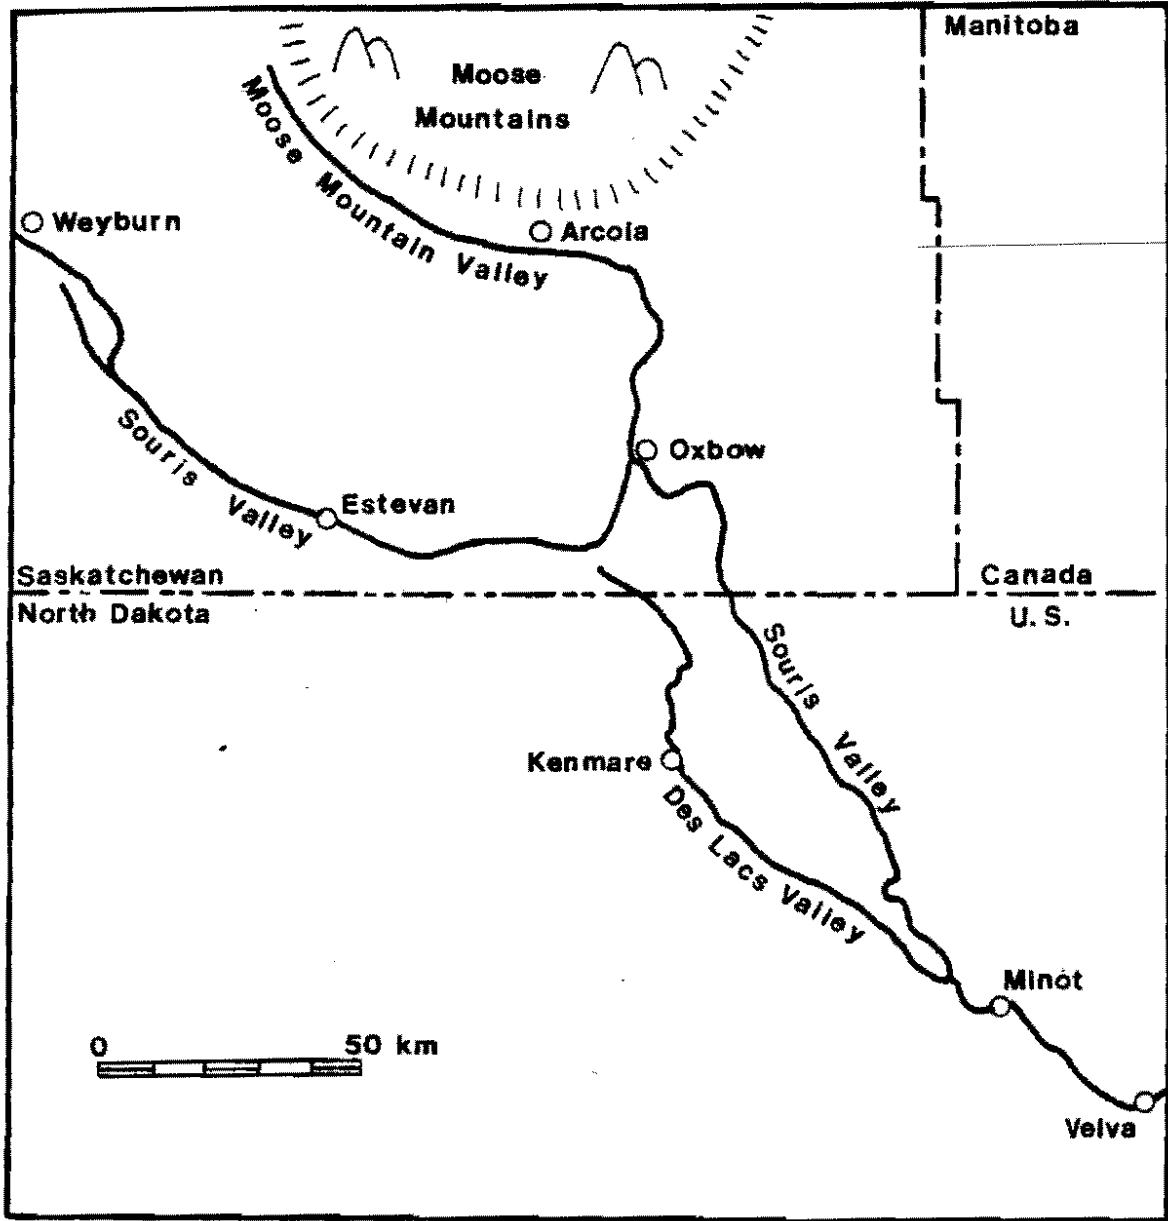 Manitoba
Moose
Mountains
Moose Mountain Valley
Weyburn
Arcola
Souris Valley
Oxbow
Estevan
Saskatchewan
Canada
North Dakota
U.S.
Souris Valley
Kenmare
Des Lacs Valley
Minot
0 50 km
Velva